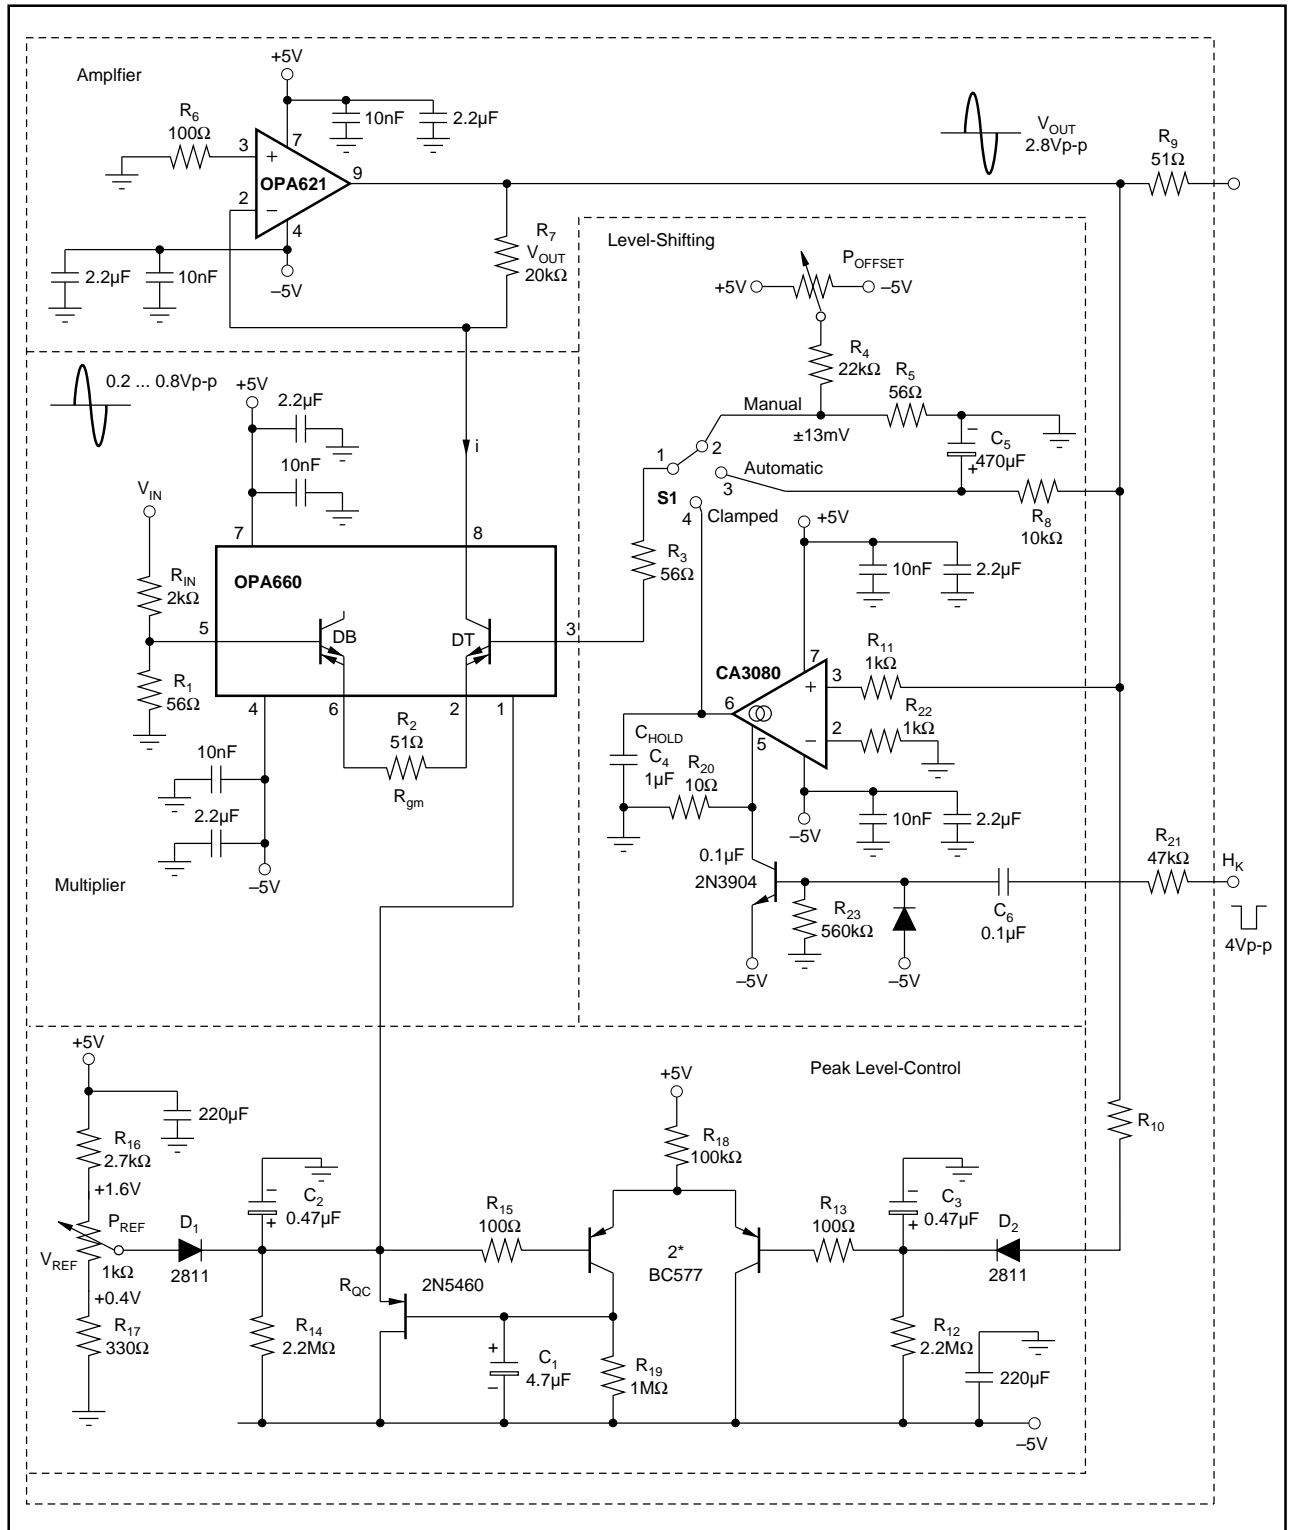 Amplfier
+5V
R6
100Ω
10nF
2.2µF
3
+
7
OPA621
9
2
−
4
2.2µF
10nF
–5V
R7
VOUT
20kΩ
VOUT
2.8Vp-p
R9
51Ω
Level-Shifting
POFFSET
+5V
–5V
R4
22kΩ
R5
56Ω
Manual
±13mV
−
C5
470µF
+
1
2
Automatic
3
S1
4
Clamped
R8
10kΩ
R3
56Ω
+5V
10nF
2.2µF
CA3080
7
3
+
R11
1kΩ
6
5
2
−
R22
1kΩ
CHOLD
C4
1µF
R20
10Ω
–5V
10nF
2.2µF
0.1µF
2N3904
R23
560kΩ
C6
0.1µF
R21
47kΩ
HK
4Vp-p
–5V
–5V
0.2 ... 0.8Vp-p
+5V
2.2µF
10nF
i
VIN
7
8
RIN
2kΩ
OPA660
5
DB
DT
3
R1
56Ω
4
6
2
1
R2
51Ω
Rgm
10nF
2.2µF
–5V
Multiplier
Peak Level-Control
+5V
220µF
R16
2.7kΩ
+1.6V
PREF
VREF
1kΩ
+0.4V
R17
330Ω
D1
2811
−
C2
0.47µF
+
R14
2.2MΩ
RQC
2N5460
R15
100Ω
+5V
R18
100kΩ
2*
BC577
R13
100Ω
−
C3
0.47µF
+
D2
2811
R10
+
C1
4.7µF
−
R19
1MΩ
R12
2.2MΩ
220µF
–5V